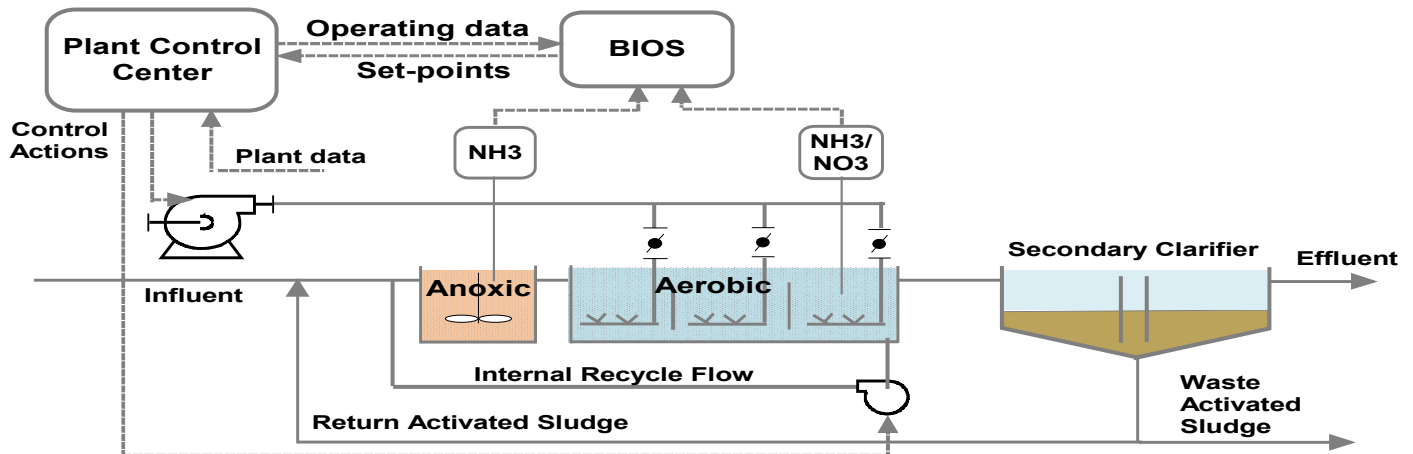 Plant Control
Center
Operating data
Set-points
BIOS
Control
Actions
Plant data
NH3
NH3/
NO3
Influent
Anoxic
Aerobic
Secondary Clarifier
Effluent
Internal Recycle Flow
Return Activated Sludge
Waste
Activated
Sludge